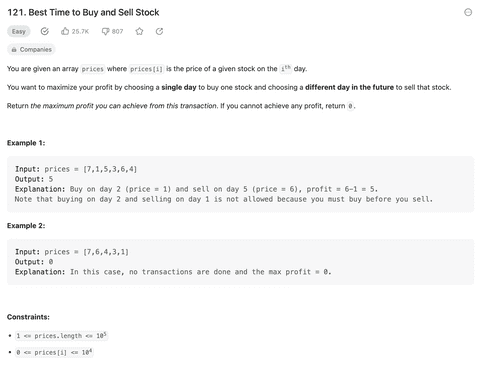 121. Best Time to Buy and Sell Stock
Easy 25.7K 807
Companies
You are given an array prices where prices[i] is the price of a given stock on the ith day.
You want to maximize your profit by choosing a single day to buy one stock and choosing a different day in the future to sell that stock.
Return the maximum profit you can achieve from this transaction. If you cannot achieve any profit, return 0.
Example 1:
Input: prices = [7,1,5,3,6,4]
Output: 5
Explanation: Buy on day 2 (price = 1) and sell on day 5 (price = 6), profit = 6-1 = 5.
Note that buying on day 2 and selling on day 1 is not allowed because you must buy before you sell.
Example 2:
Input: prices = [7,6,4,3,1]
Output: 0
Explanation: In this case, no transactions are done and the max profit = 0.
Constraints:
• 1 <= prices.length <= 10⁵
• 0 <= prices[i] <= 10⁴